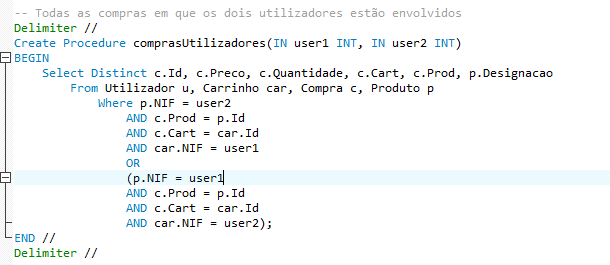 -- Todas as compras em que os dois utilizadores estão envolvidos
Delimiter //
Create Procedure comprasUtilizadores(IN user1 INT, IN user2 INT)
BEGIN
Select Distinct c.Id, c.Preco, c.Quantidade, c.Cart, c.Prod, p.Designacao
From Utilizador u, Carrinho car, Compra c, Produto p
Where p.NIF = user2
AND c.Prod = p.Id
AND c.Cart = car.Id
AND car.NIF = user1
OR
(p.NIF = user1
AND c.Prod = p.Id
AND c.Cart = car.Id
AND car.NIF = user2);
END //
Delimiter //